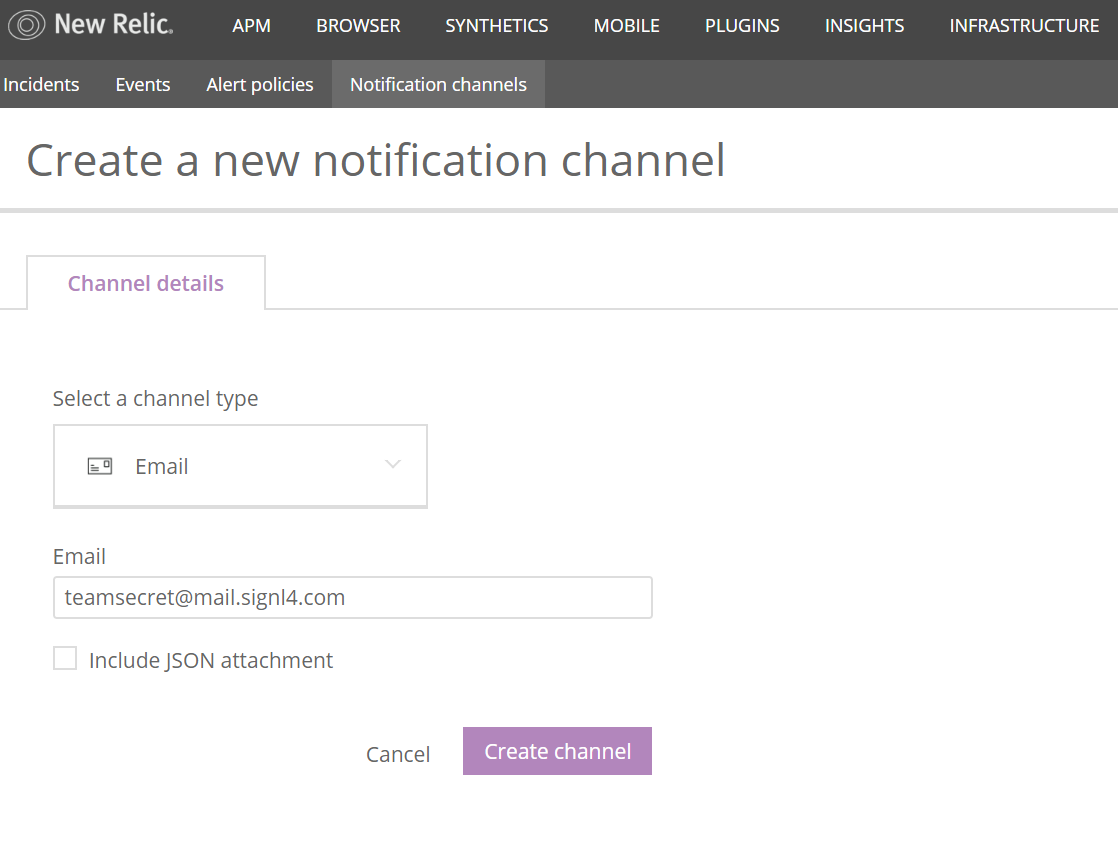 New Relic. APM BROWSER SYNTHETICS MOBILE PLUGINS INSIGHTS INFRASTRUCTURE
Incidents Events Alert policies Notification channels
Create a new notification channel
Channel details
Select a channel type
Email
Email
teamsecret@mail.signl4.com
Include JSON attachment
Cancel Create channel